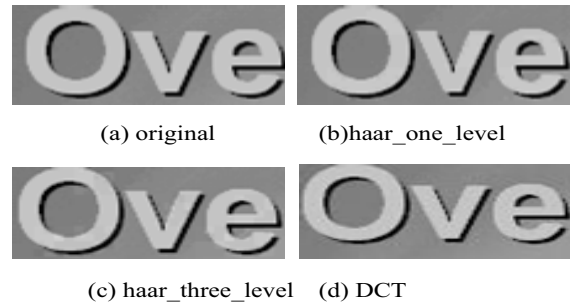 Ove Ove
(a) original (b)haar_one_level
Ove Ove
(c) haar_three_level (d) DCT